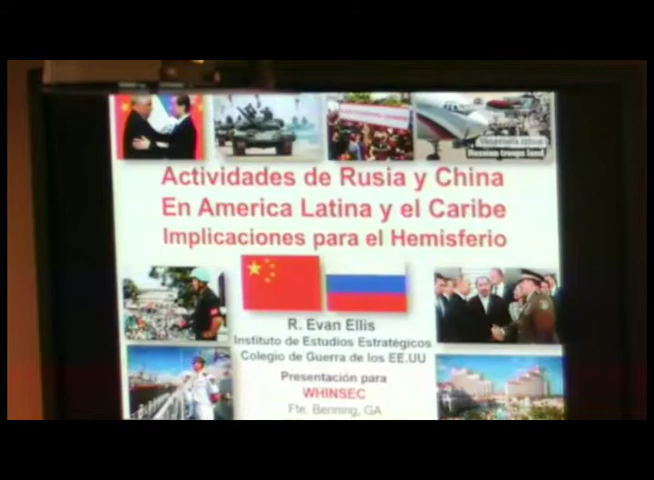 Actividades de Rusia y China
En America Latina y el Caribe
Implicaciones para el Hemisferio
R. Evan Ellis
Instituto de Estudios Estratégicos
Colegio de Guerra de los EE.UU
Presentación para
WHINSEC
Fte. Benning, GA